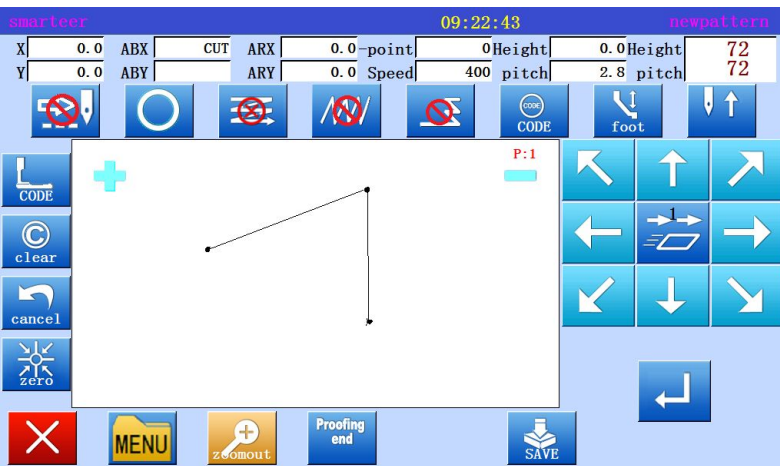 smarteer 09:22:43 newpattern
X 0.0 ABX CUT ARX 0.0 -point 0 Height 0.0 Height 72
Y 0.0 ABY ARY 0.0 Speed 400 pitch 2.8 pitch 72
CODE
CODE
foot
P:1
CODE
1
C
clear
cancel
zero
MENU
zoomout
Proofing
end
SAVE